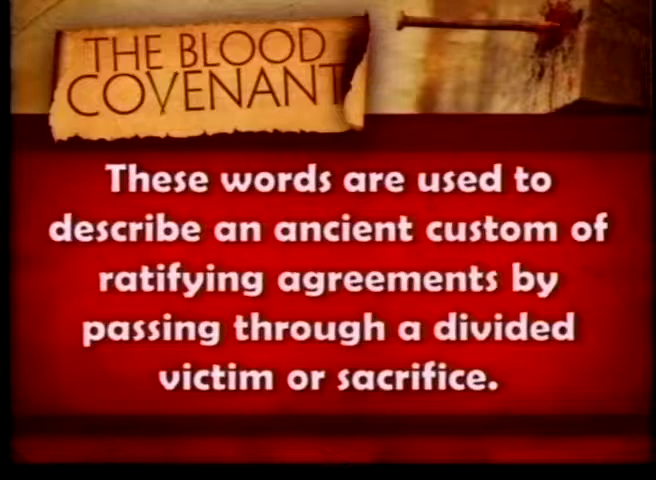 THE BLOOD
COVENANT
These words are used to
describe an ancient custom of
ratifying agreements by
passing through a divided
victim or sacrifice.